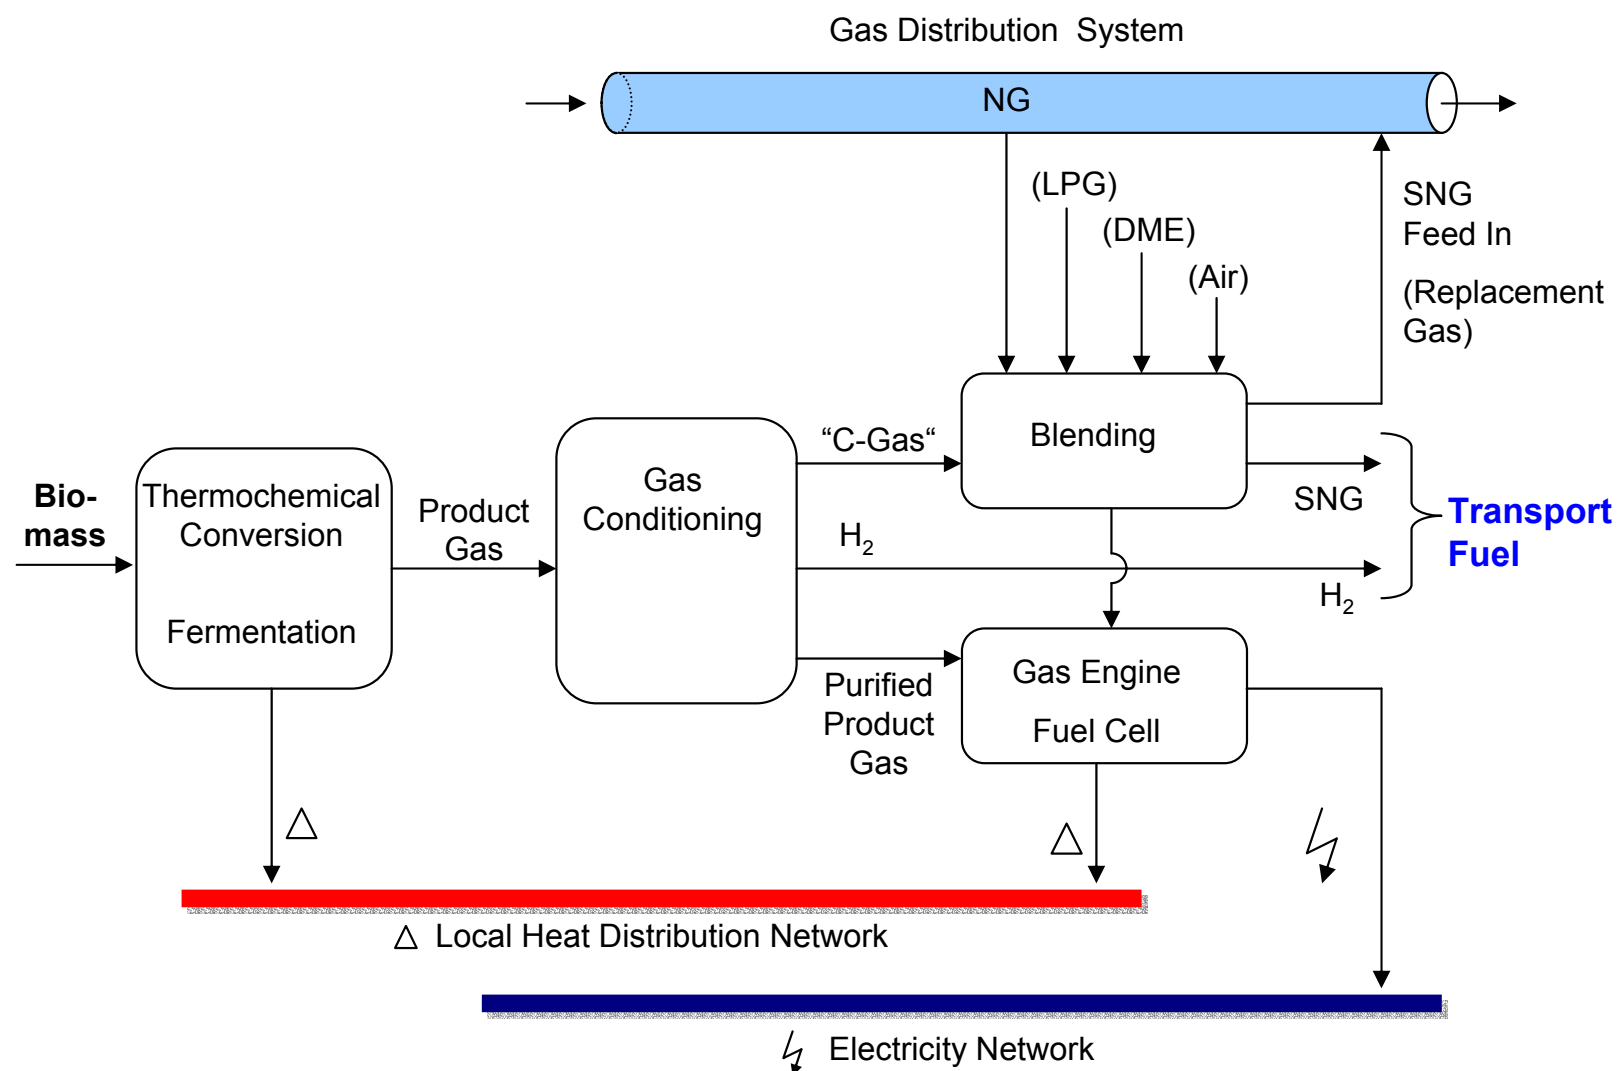 Gas Distribution System
NG
(LPG)
(DME)
(Air)
SNG
Feed In
(Replacement
Gas)
“C-Gas“
Blending
Bio-
mass
Thermochemical
Conversion
Fermentation
Product
Gas
Gas
Conditioning
H₂
SNG
H₂
Transport
Fuel
Purified
Product
Gas
Gas Engine
Fuel Cell
Local Heat Distribution Network
Electricity Network